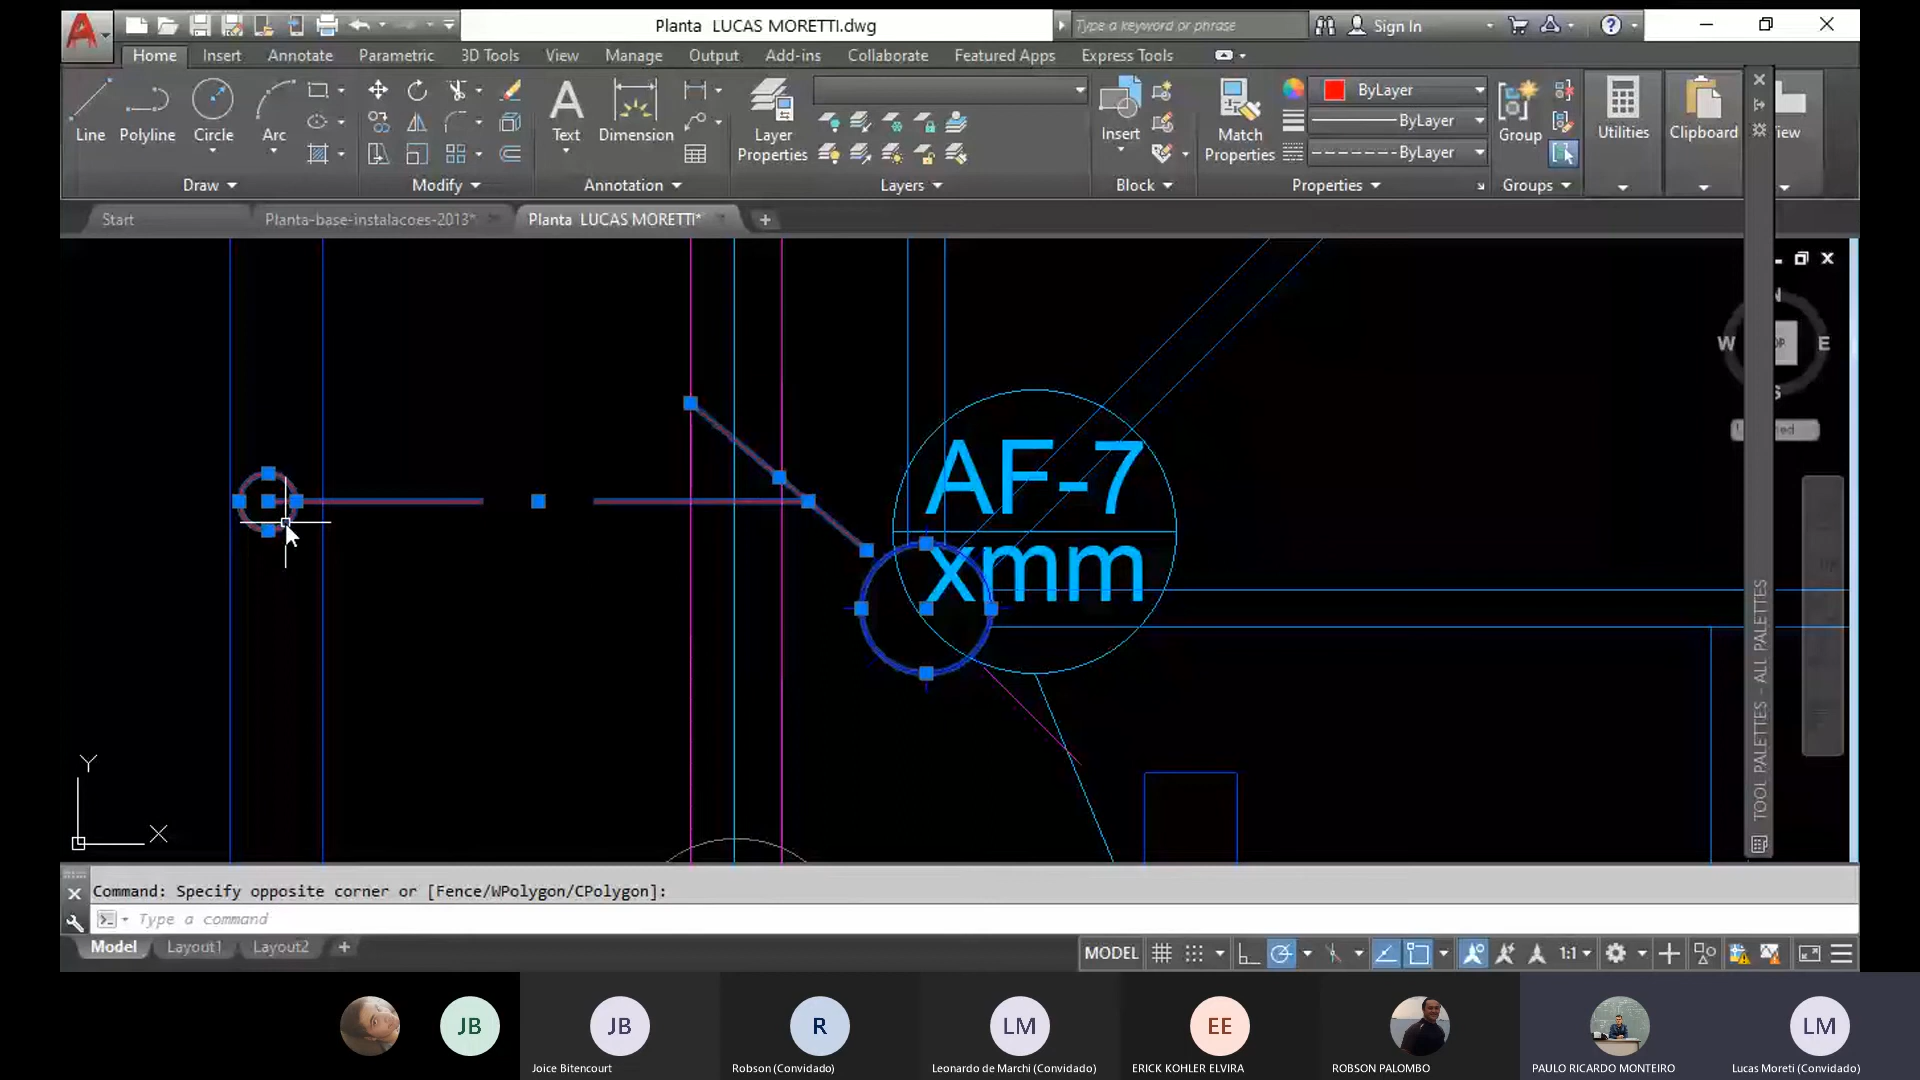 Planta LUCAS MORETTI.dwg
Type a keyword or phrase
Sign In
Home Insert Annotate Parametric 3D Tools View Manage Output Add-ins Collaborate Featured Apps Express Tools
Line Polyline Circle Arc
Text Dimension
Layer Properties
Insert
Match Properties
ByLayer
ByLayer
ByLayer
Group
Utilities
Clipboard
Draw Modify Annotation Layers Block Properties Groups
Start Planta-base-instalacoes-2013* Planta LUCAS MORETTI*
N
W E
S
AF-7
xmm
TOOL PALETTES - ALL PALETTES
Y
X
Command: Specify opposite corner or [Fence/WPolygon/CPolygon]:
Type a command
Model Layout1 Layout2
MODEL
1:1
JB JB R LM EE LM
Joice Bitencourt Robson (Convidado) Leonardo de Marchi (Convidado) ERICK KOHLER ELVIRA ROBSON PALOMBO PAULO RICARDO MONTEIRO Lucas Moreti (Convidado)